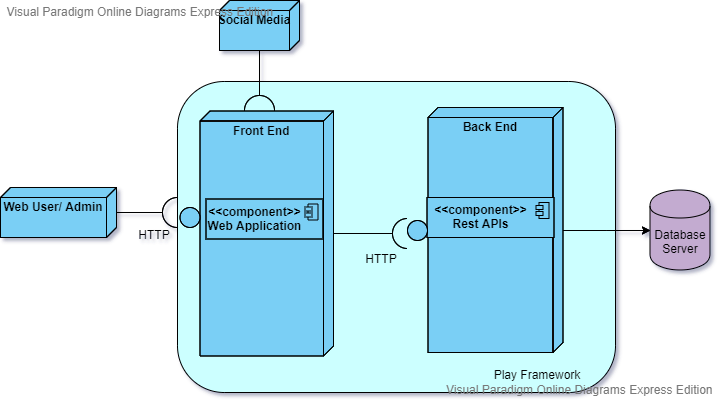 Visual Paradigm Online Diagrams Express Edition
Social Media
Front End
Back End
Web User/ Admin
<<component>>
Web Application
<<component>>
Rest APIs
HTTP
HTTP
Database
Server
Play Framework
Visual Paradigm Online Diagrams Express Edition